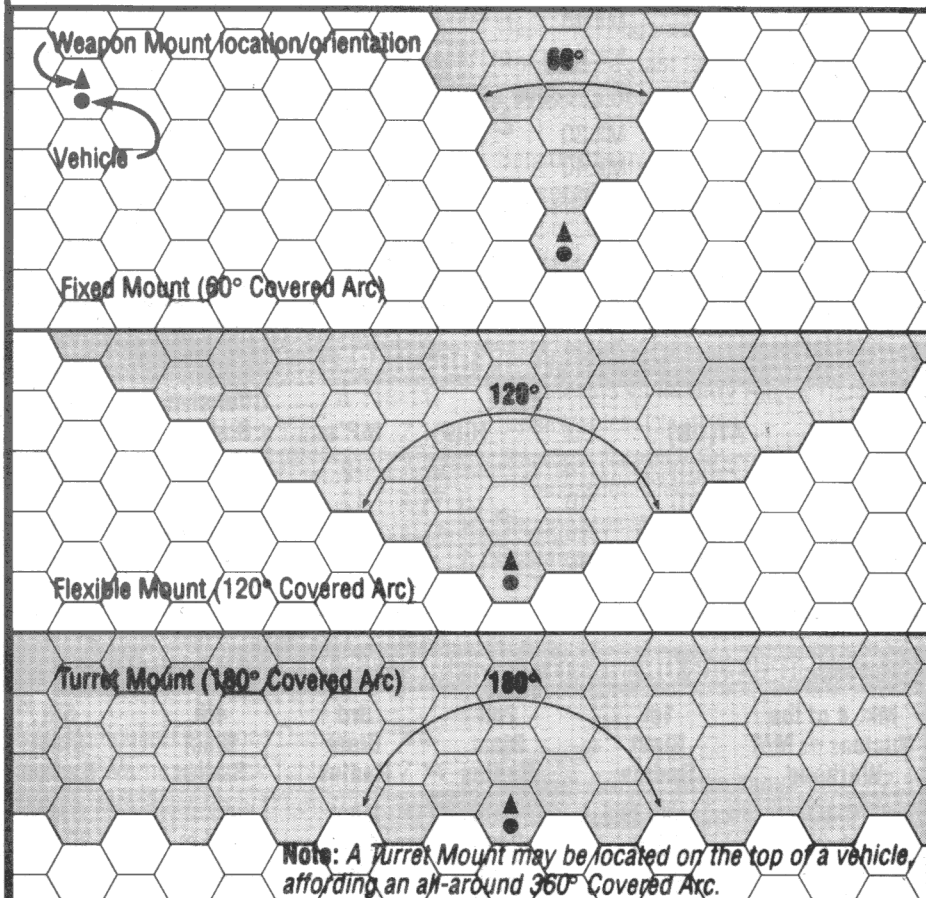 Weapon Mount location/orientation
60°
Vehicle
Fixed Mount (60° Covered Arc)
120°
Flexible Mount (120° Covered Arc)
Turret Mount (180° Covered Arc)
180°
Note: A Turret Mount may be located on the top of a vehicle,
affording an all-around 360° Covered Arc.